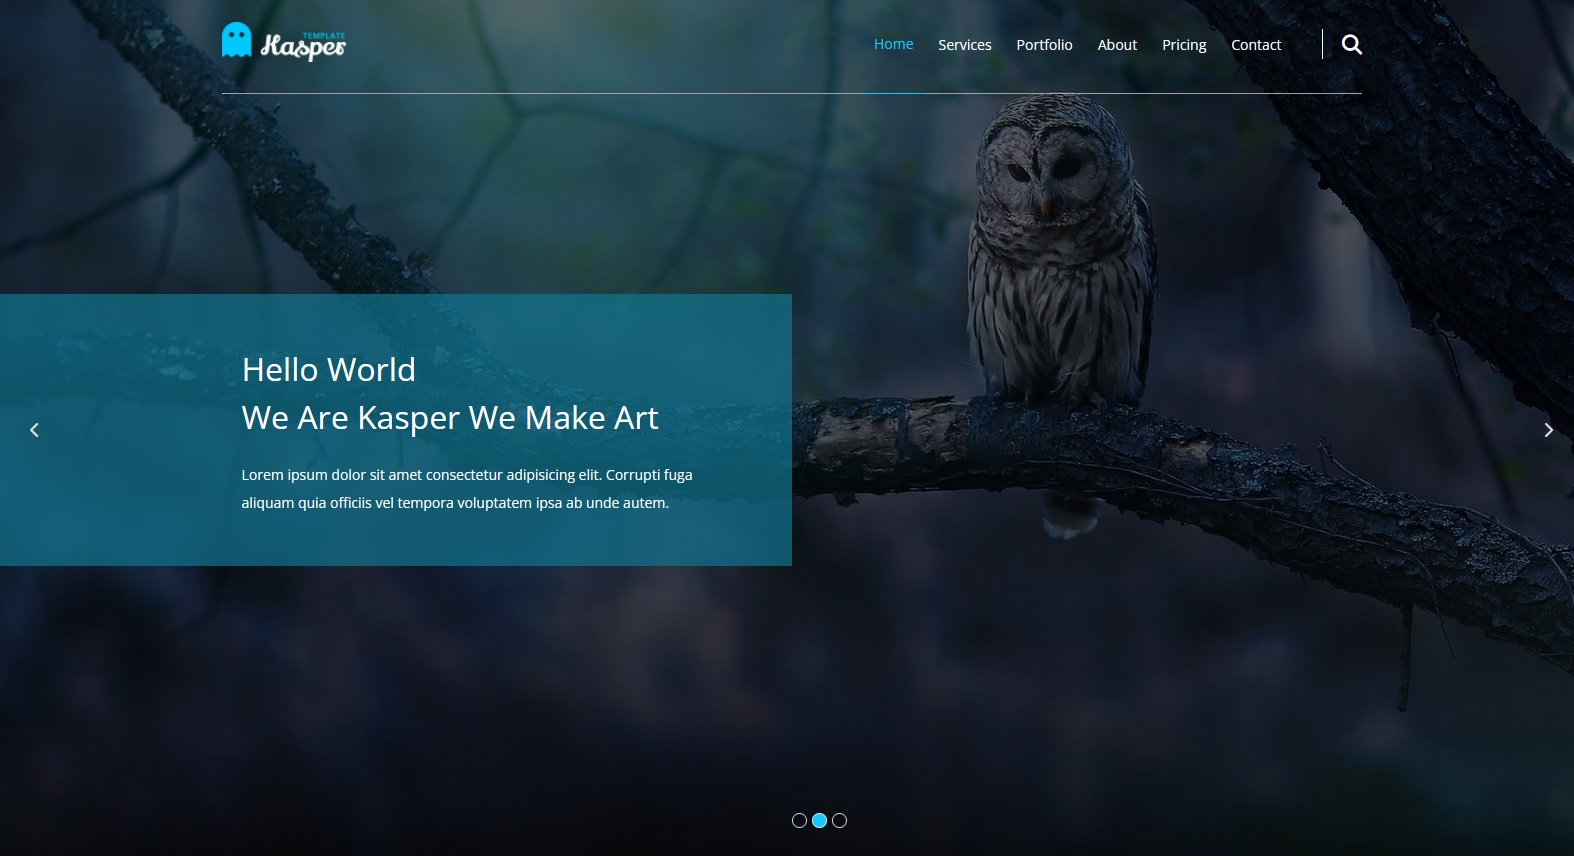 TEMPLATE
Kasper
Home Services Portfolio About Pricing Contact
Hello World
We Are Kasper We Make Art
Lorem ipsum dolor sit amet consectetur adipisicing elit. Corrupti fuga
aliquam quia officiis vel tempora voluptatem ipsa ab unde autem.